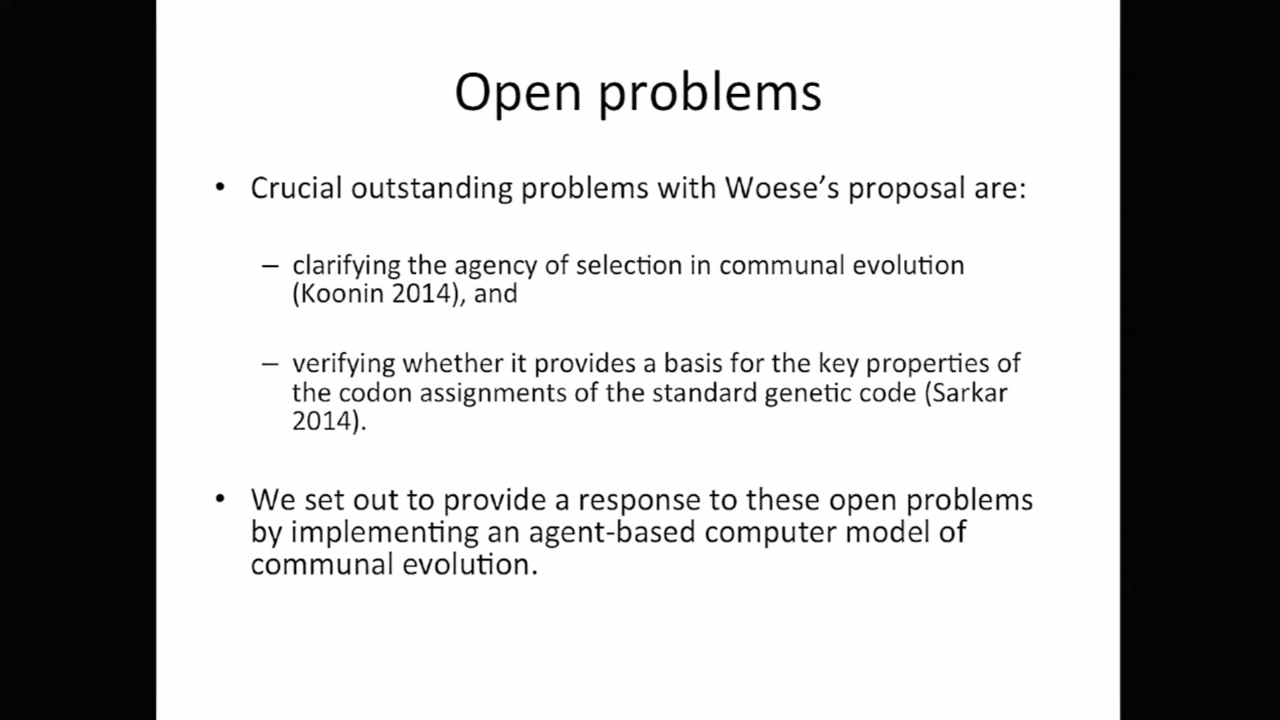 Open problems
• Crucial outstanding problems with Woese’s proposal are:
– clarifying the agency of selection in communal evolution
(Koonin 2014), and
– verifying whether it provides a basis for the key properties of
the codon assignments of the standard genetic code (Sarkar
2014).
• We set out to provide a response to these open problems
by implementing an agent-based computer model of
communal evolution.